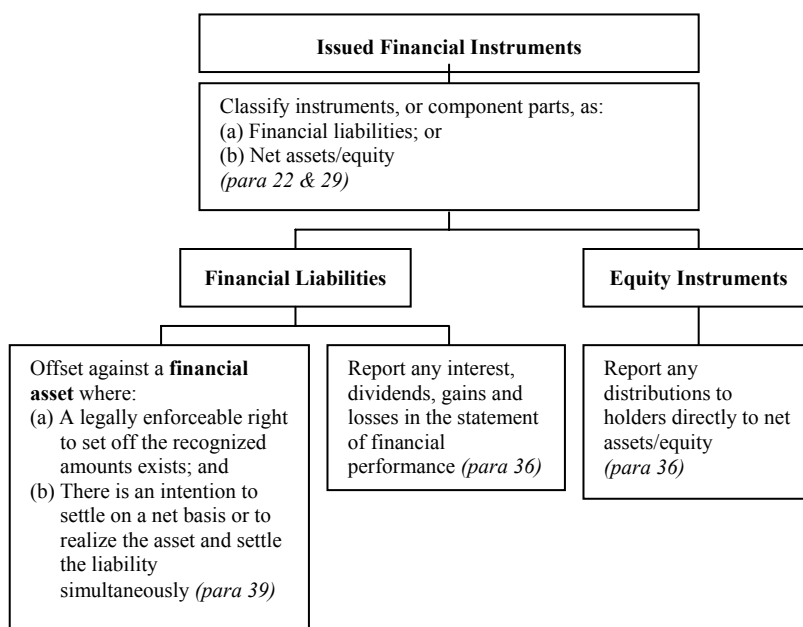 Issued Financial Instruments
Classify instruments, or component parts, as:
(a) Financial liabilities; or
(b) Net assets/equity
(para 22 & 29)
Financial Liabilities
Equity Instruments
Offset against a financial
asset where:
(a) A legally enforceable right
to set off the recognized
amounts exists; and
(b) There is an intention to
settle on a net basis or to
realize the asset and settle
the liability
simultaneously (para 39)
Report any interest,
dividends, gains and
losses in the statement
of financial
performance (para 36)
Report any
distributions to
holders directly to net
assets/equity
(para 36)